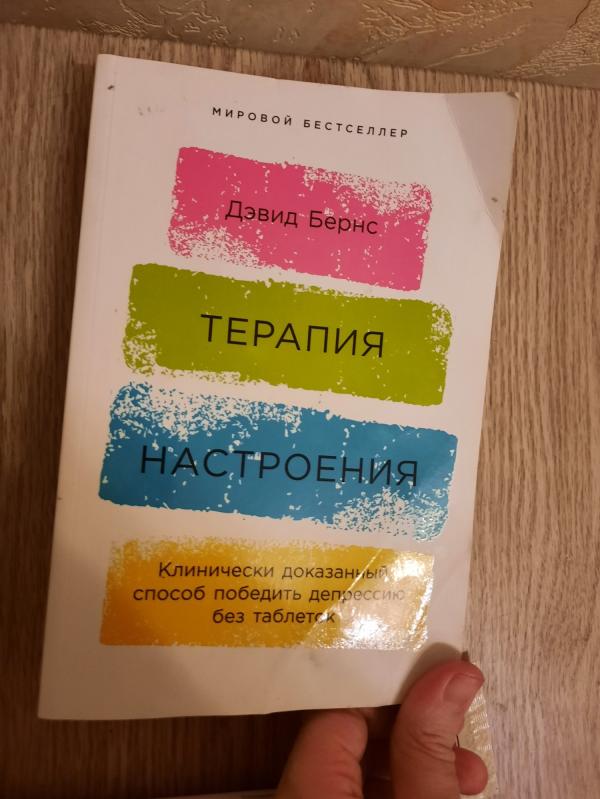 МИРОВОЙ БЕСТСЕЛЛЕР
Дэвид Бернс
ТЕРАПИЯ
НАСТРОЕНИЯ
Клинически доказанный
способ победить депрессию
без таблеток